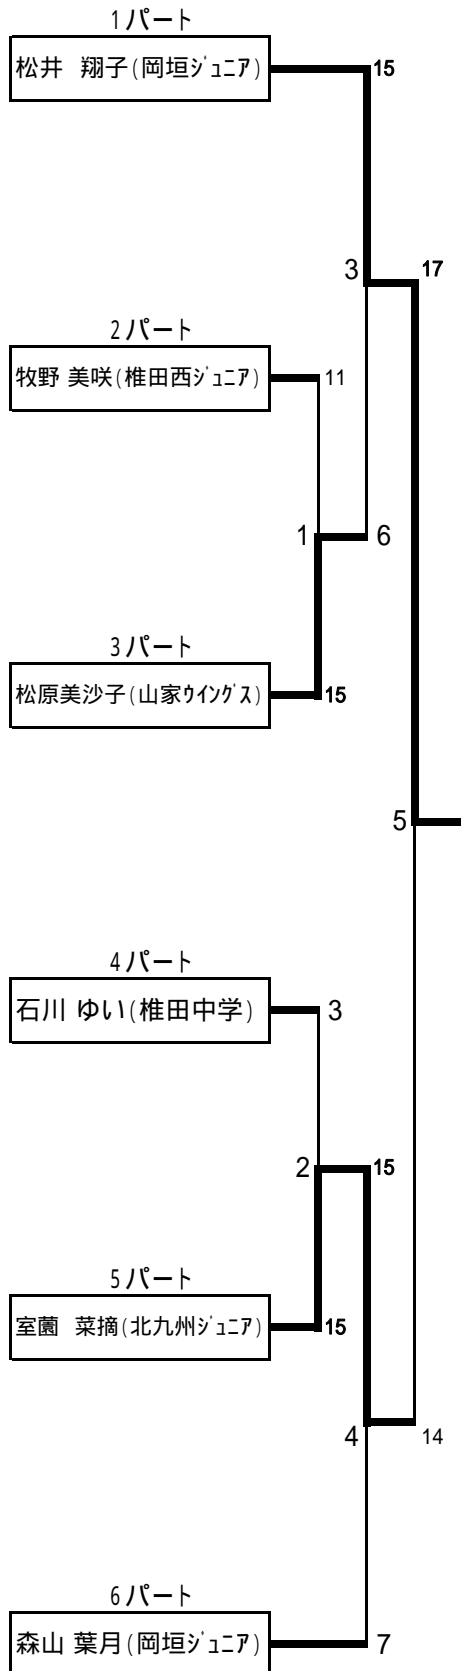 1パート
松井 翔子(岡垣ｼﾞｭﾆｱ)
15
3
17
2パート
牧野 美咲(椎田西ｼﾞｭﾆｱ)
11
1
6
3パート
松原美沙子(山家ｳｲﾝｸﾞｽ)
15
5
4パート
石川 ゆい(椎田中学)
3
2
15
5パート
室園 菜摘(北九州ｼﾞｭﾆｱ)
15
4
14
6パート
森山 葉月(岡垣ｼﾞｭﾆｱ)
7